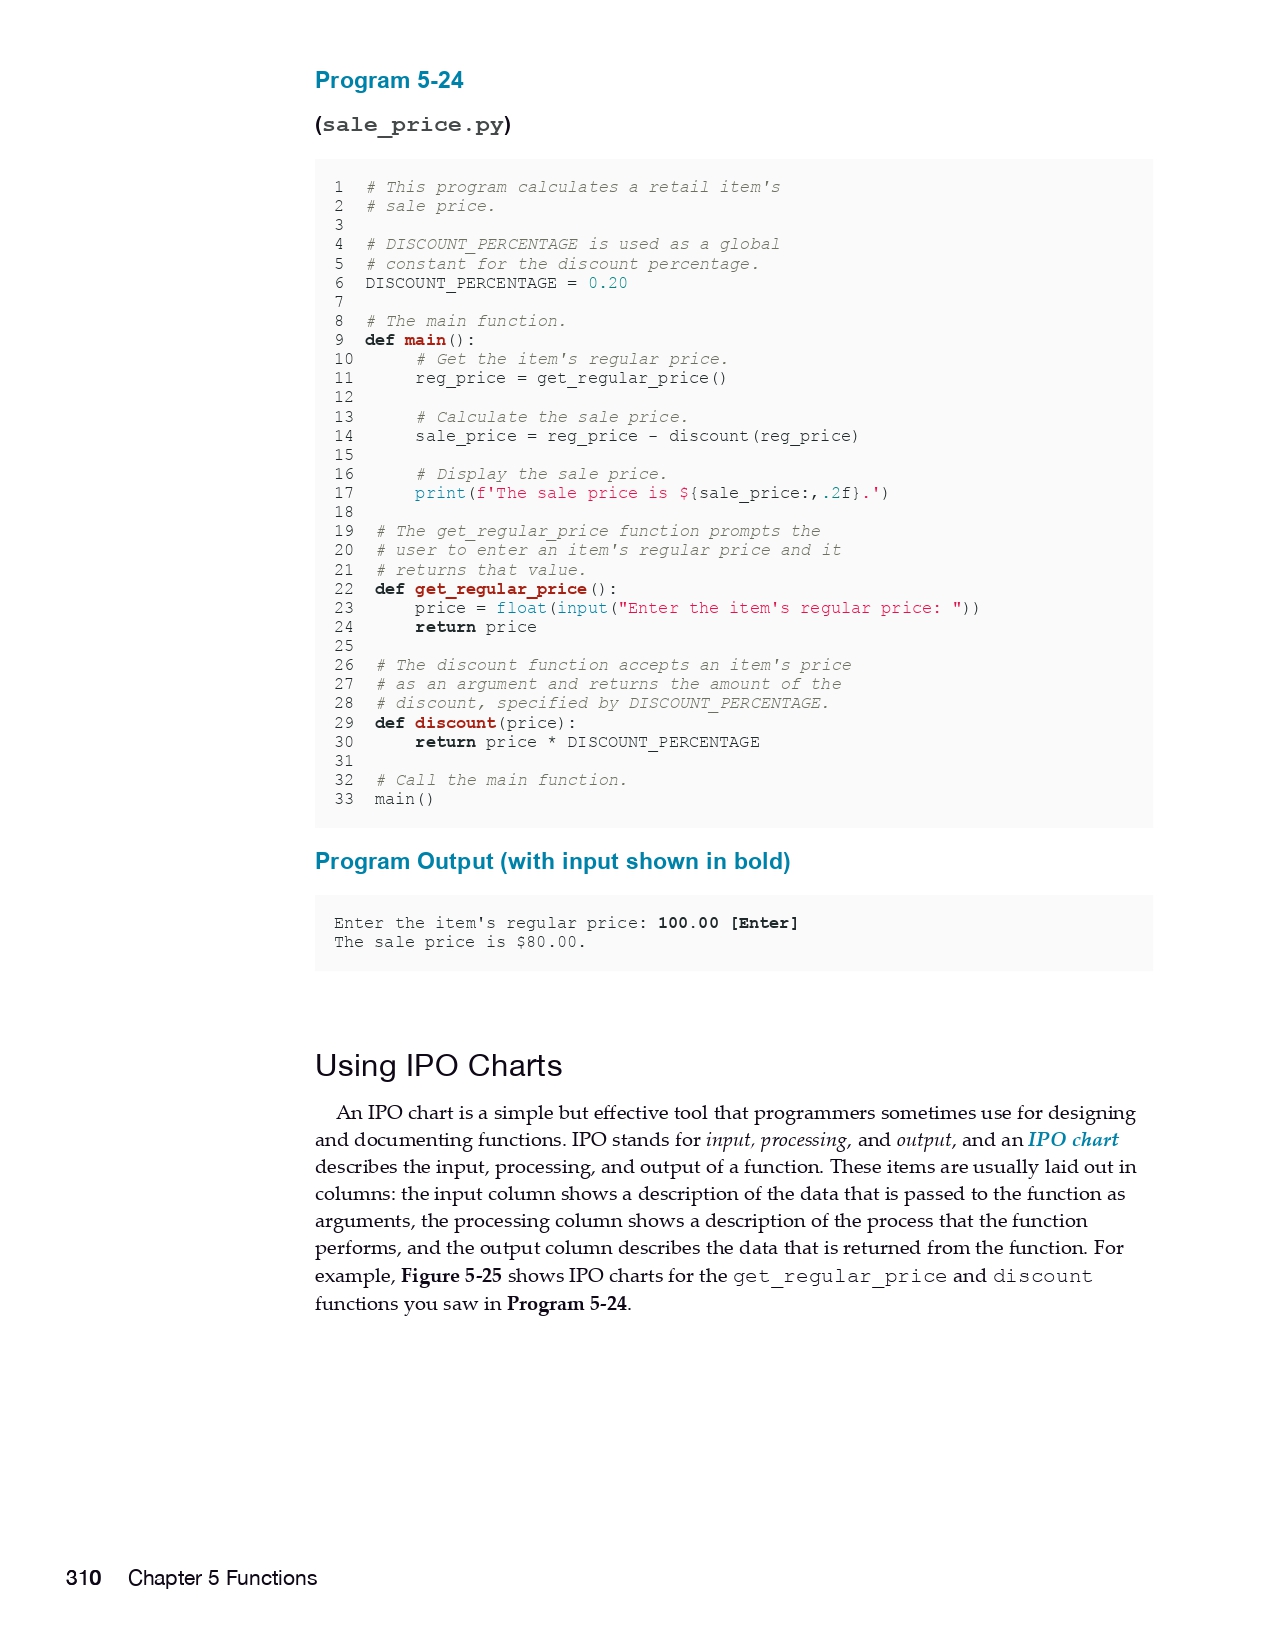 Program 5-24
(sale_price.py)
1 # This program calculates a retail item's
2 # sale price.
3
4 # DISCOUNT_PERCENTAGE is used as a global
5 # constant for the discount percentage.
6 DISCOUNT_PERCENTAGE = 0.20
7
8 # The main function.
9 def main():
10     # Get the item's regular price.
11     reg_price = get_regular_price()
12
13     # Calculate the sale price.
14     sale_price = reg_price - discount(reg_price)
15
16     # Display the sale price.
17     print(f'The sale price is ${sale_price:,.2f}.')
18
19 # The get_regular_price function prompts the
20 # user to enter an item's regular price and it
21 # returns that value.
22 def get_regular_price():
23     price = float(input("Enter the item's regular price: "))
24     return price
25
26 # The discount function accepts an item's price
27 # as an argument and returns the amount of the
28 # discount, specified by DISCOUNT_PERCENTAGE.
29 def discount(price):
30     return price * DISCOUNT_PERCENTAGE
31
32 # Call the main function.
33 main()
Program Output (with input shown in bold)
Enter the item's regular price: 100.00 [Enter]
The sale price is $80.00.
Using IPO Charts
An IPO chart is a simple but effective tool that programmers sometimes use for designing
and documenting functions. IPO stands for input, processing, and output, and an IPO chart
describes the input, processing, and output of a function. These items are usually laid out in
columns: the input column shows a description of the data that is passed to the function as
arguments, the processing column shows a description of the process that the function
performs, and the output column describes the data that is returned from the function. For
example, Figure 5-25 shows IPO charts for the get_regular_price and discount
functions you saw in Program 5-24.
310 Chapter 5 Functions